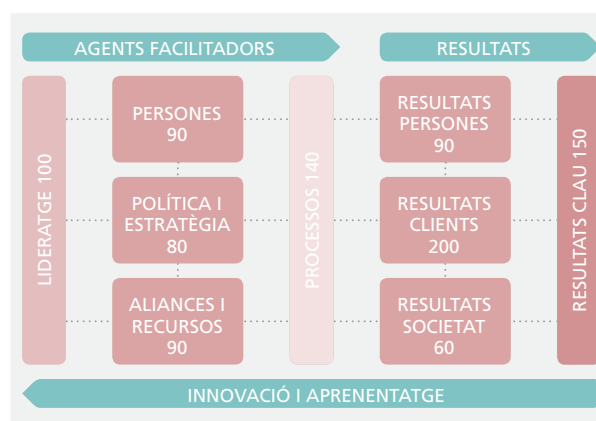 AGENTS FACILITADORS
RESULTATS
LIDERATGE 100
PERSONES
90
POLÍTICA I
ESTRATÈGIA
80
ALIANCES I
RECURSOS
90
PROCESSOS 140
RESULTATS
PERSONES
90
RESULTATS
CLIENTS
200
RESULTATS
SOCIETAT
60
RESULTATS CLAU 150
INNOVACIÓ I APRENENTATGE